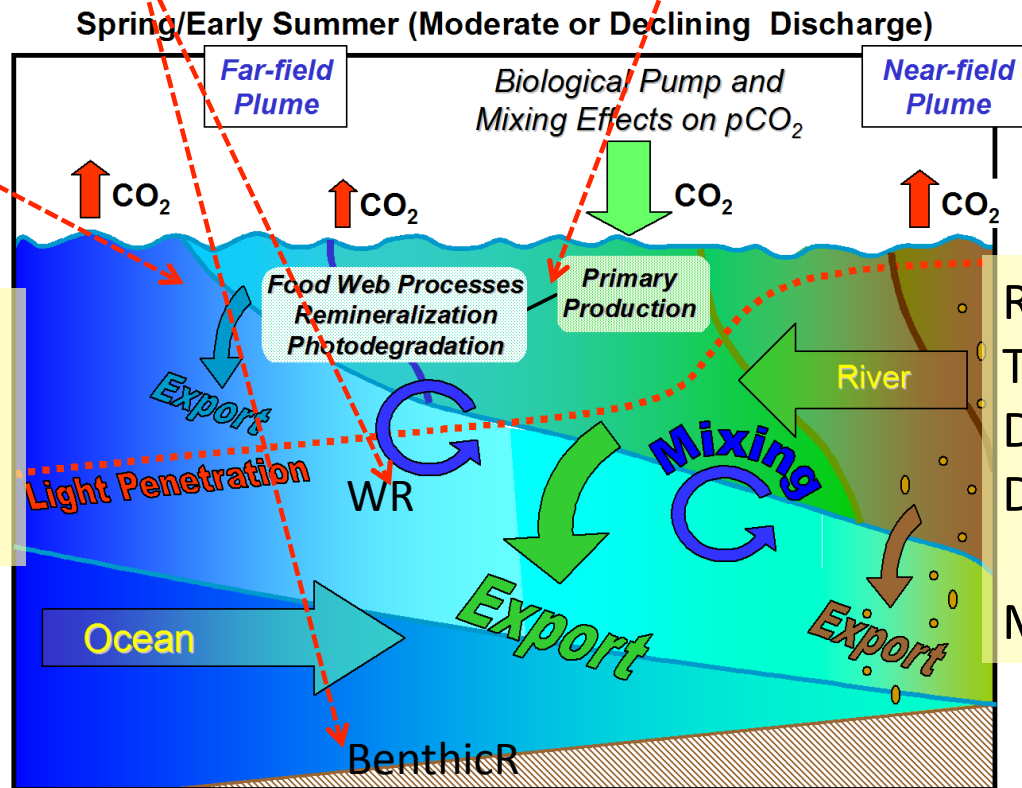 Spring/Early Summer (Moderate or Declining Discharge)
Far-field
Plume
Biological Pump and
Mixing Effects on pCO₂
Near-field
Plume
CO₂
CO₂
CO₂
CO₂
Food Web Processes
Remineralization
Photodegradation
Primary
Production
River
R
T
D
D
M
Export
Light Penetration
WR
Mixing
Export
Export
Ocean
BenthicR